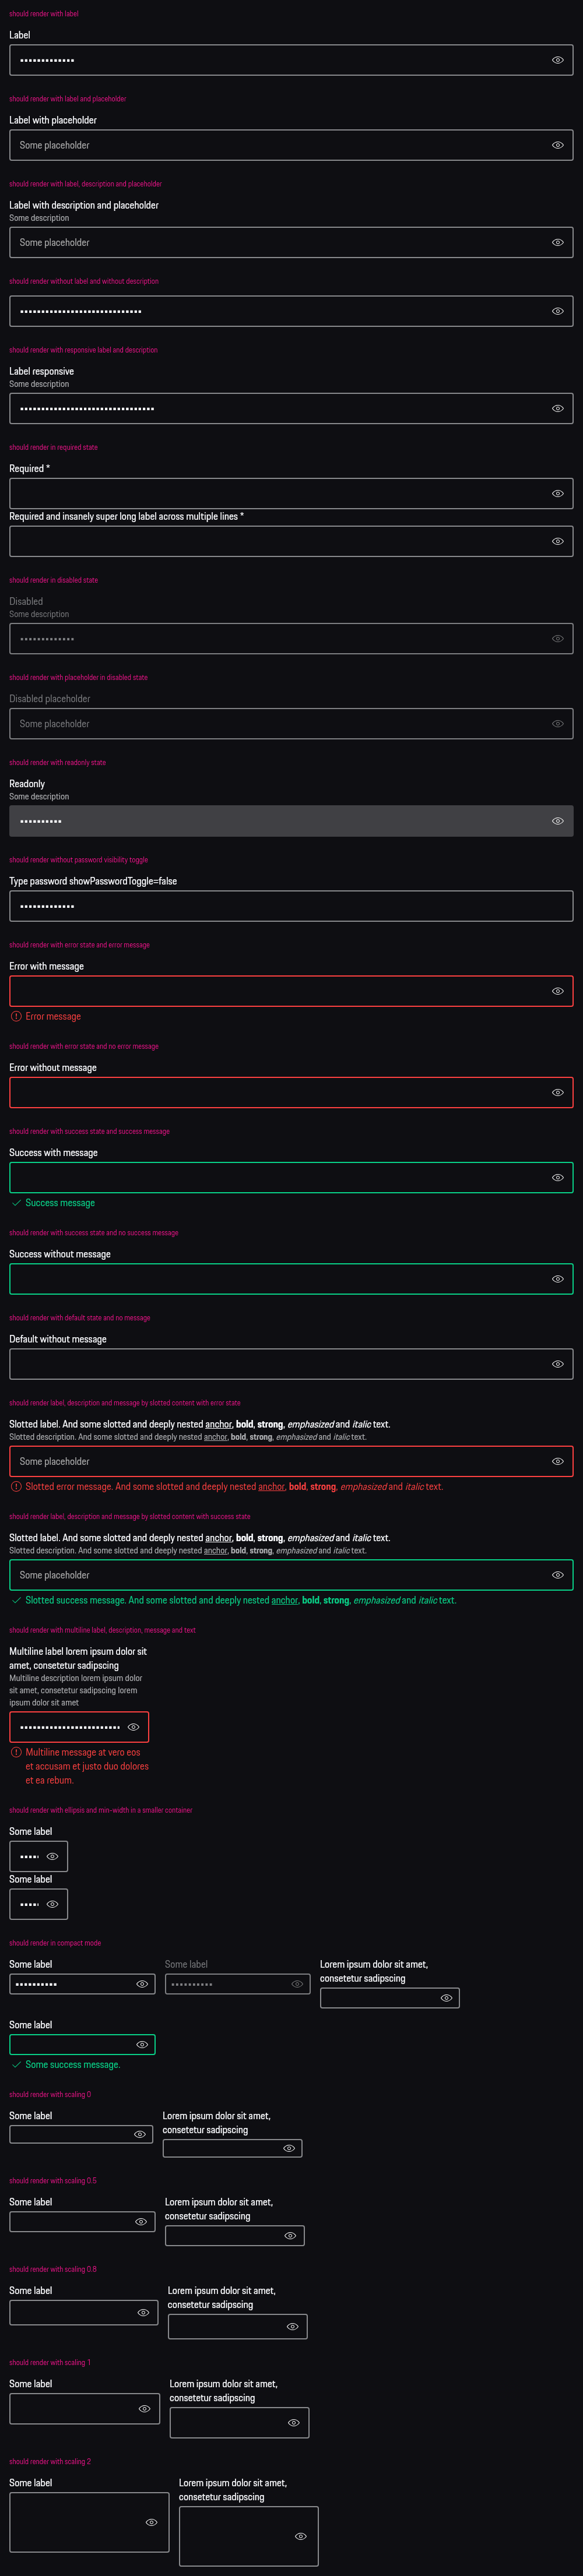 should render with label
Label
•••••••••••••
should render with label and placeholder
Label with placeholder
Some placeholder
should render with label, description and placeholder
Label with description and placeholder
Some description
Some placeholder
should render without label and without description
•••••••••••••••••••••••••••••
should render with responsive label and description
Label responsive
Some description
••••••••••••••••••••••••••••••••
should render in required state
Required *
Required and insanely super long label across multiple lines *
should render in disabled state
Disabled
Some description
•••••••••••••
should render with placeholder in disabled state
Disabled placeholder
Some placeholder
should render with readonly state
Readonly
Some description
••••••••••
should render without password visibility toggle
Type password showPasswordToggle=false
•••••••••••••
should render with error state and error message
Error with message
Error message
should render with error state and no error message
Error without message
should render with success state and success message
Success with message
Success message
should render with success state and no success message
Success without message
should render with default state and no message
Default without message
should render label, description and message by slotted content with error state
Slotted label. And some slotted and deeply nested anchor, bold, strong, emphasized and italic text.
Slotted description. And some slotted and deeply nested anchor, bold, strong, emphasized and italic text.
Some placeholder
Slotted error message. And some slotted and deeply nested anchor, bold, strong, emphasized and italic text.
should render label, description and message by slotted content with success state
Slotted label. And some slotted and deeply nested anchor, bold, strong, emphasized and italic text.
Slotted description. And some slotted and deeply nested anchor, bold, strong, emphasized and italic text.
Some placeholder
Slotted success message. And some slotted and deeply nested anchor, bold, strong, emphasized and italic text.
should render with multiline label, description, message and text
Multiline label lorem ipsum dolor sit
amet, consetetur sadipscing
Multiline description lorem ipsum dolor
sit amet, consetetur sadipscing lorem
ipsum dolor sit amet
••••••••••••••••••••••••
Multiline message at vero eos
et accusam et justo duo dolores
et ea rebum.
should render with ellipsis and min-width in a smaller container
Some label
•••••
Some label
•••••
should render in compact mode
Some label
••••••••••
Some label
••••••••••
Lorem ipsum dolor sit amet,
consetetur sadipscing
Some label
Some success message.
should render with scaling 0
Some label
Lorem ipsum dolor sit amet,
consetetur sadipscing
should render with scaling 0.5
Some label
Lorem ipsum dolor sit amet,
consetetur sadipscing
should render with scaling 0.8
Some label
Lorem ipsum dolor sit amet,
consetetur sadipscing
should render with scaling 1
Some label
Lorem ipsum dolor sit amet,
consetetur sadipscing
should render with scaling 2
Some label
Lorem ipsum dolor sit amet,
consetetur sadipscing